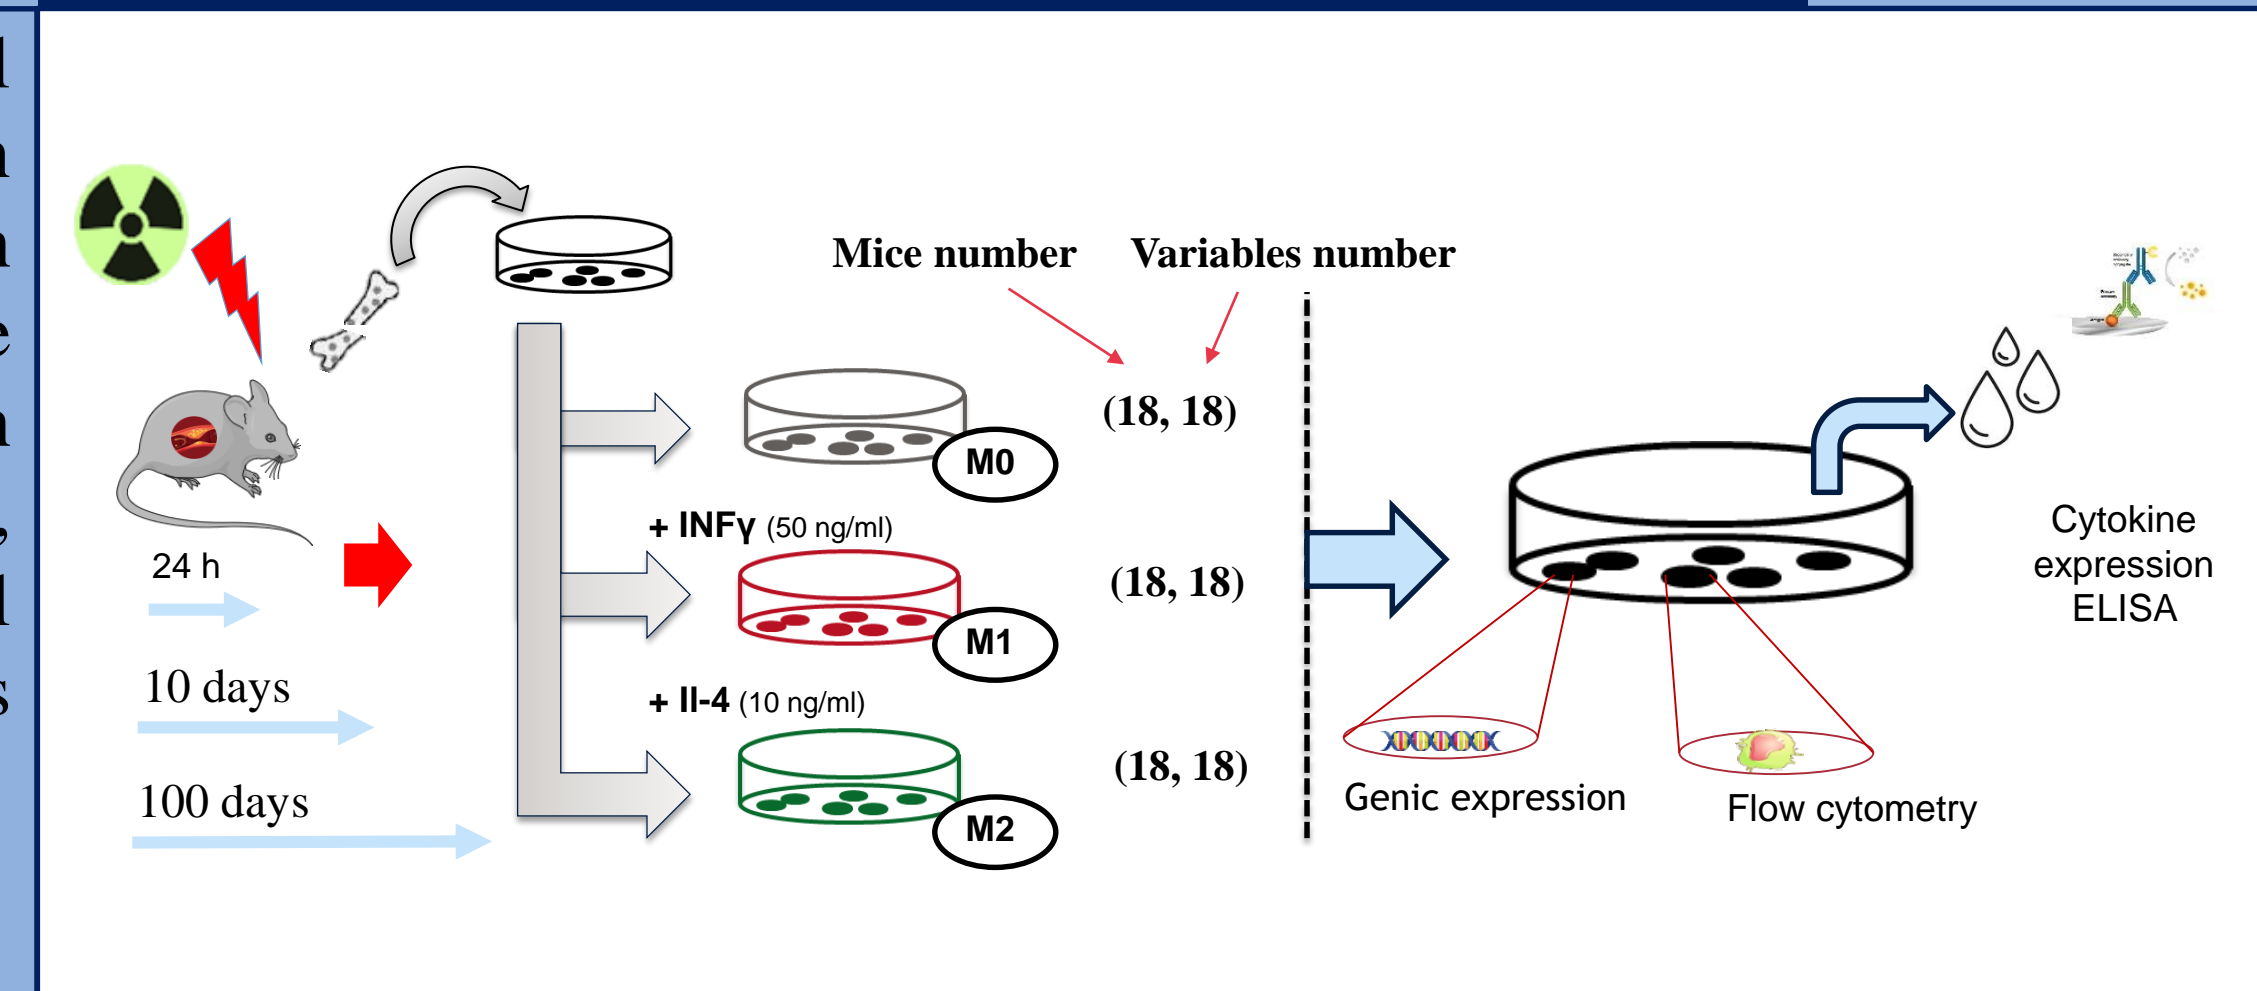 Mice number
Variables number
(18, 18)
M0
+ INFγ (50 ng/ml)
(18, 18)
M1
+ Il-4 (10 ng/ml)
(18, 18)
M2
24 h
10 days
100 days
Cytokine
expression
ELISA
Genic expression
Flow cytometry